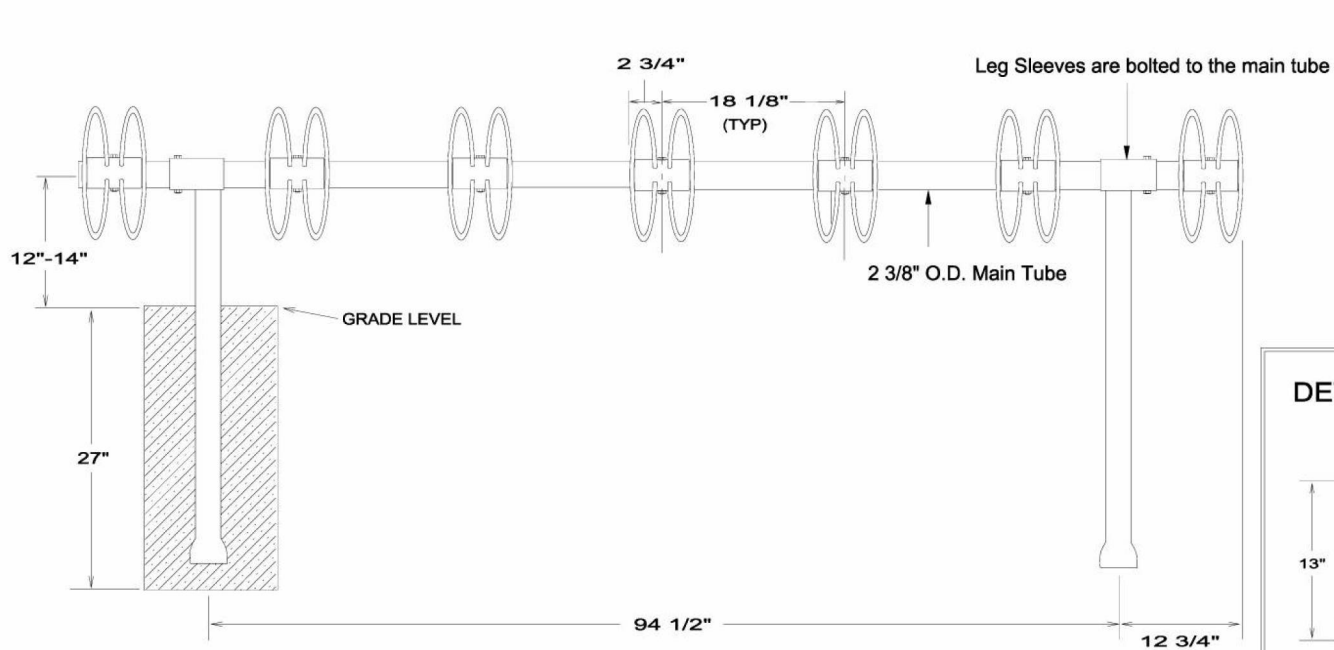 2 3/4"
Leg Sleeves are bolted to the main tube
18 1/8"
(TYP)
12"-14"
2 3/8" O.D. Main Tube
GRADE LEVEL
27"
94 1/2"
12 3/4"
13"